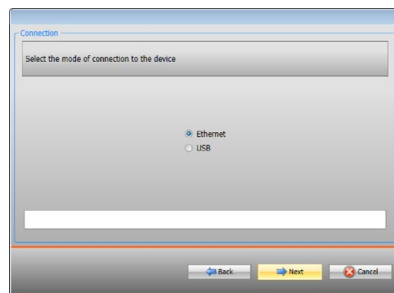 Connection
Select the mode of connection to the device
Ethernet
USB
Back Next Cancel